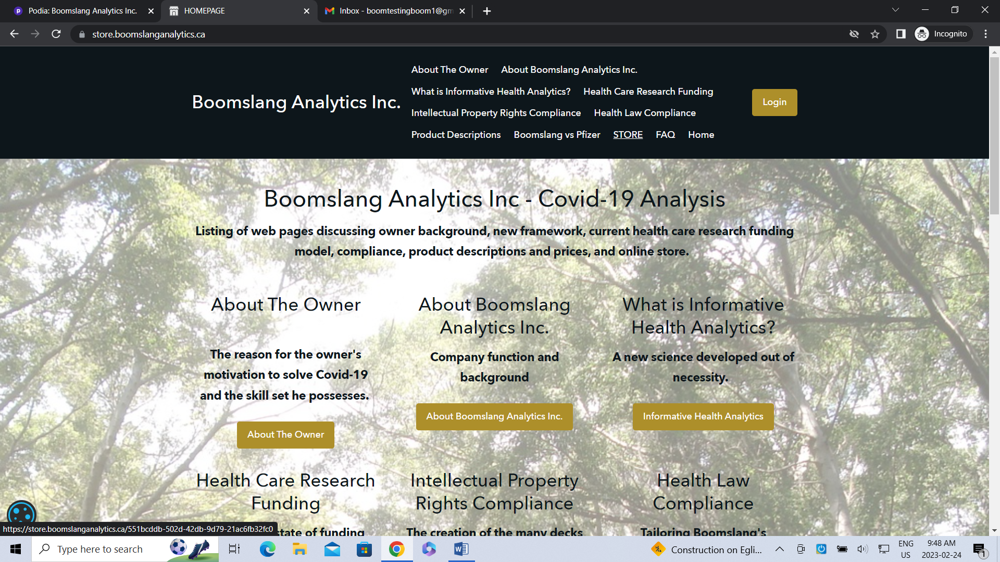 Podia: Boomslang Analytics Inc.
HOMEPAGE
Inbox - boomtestingboom1@gm
store.boomslanganalytics.ca
Incognito
Boomslang Analytics Inc.
About The Owner About Boomslang Analytics Inc.
What is Informative Health Analytics? Health Care Research Funding
Intellectual Property Rights Compliance Health Law Compliance
Product Descriptions Boomslang vs Pfizer STORE FAQ Home
Login
Boomslang Analytics Inc - Covid-19 Analysis
Listing of web pages discussing owner background, new framework, current health care research funding
model, compliance, product descriptions and prices, and online store.
About The Owner
The reason for the owner's
motivation to solve Covid-19
and the skill set he possesses.
About The Owner
About Boomslang
Analytics Inc.
Company function and
background
About Boomslang Analytics Inc.
What is Informative
Health Analytics?
A new science developed out of
necessity.
Informative Health Analytics
Health Care Research
Funding
state of funding
Intellectual Property
Rights Compliance
The creation of the many decks
Health Law
Compliance
Tailoring Boomslang's
https://store.boomslanganalytics.ca/551bcddb-502d-42db-9d79-21ac6fb32fc0
Type here to search
Construction on Egli...
ENG
US
9:48 AM
2023-02-24
1